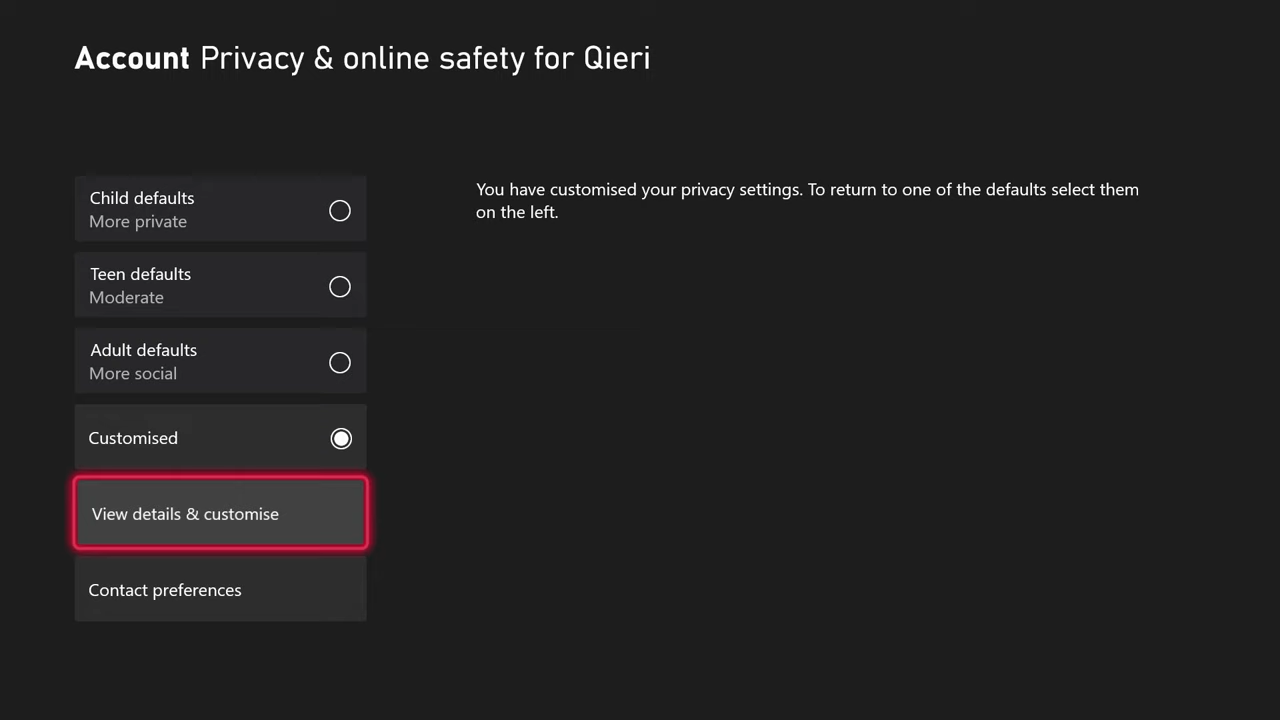 Account Privacy & online safety for Qieri
Child defaults
More private
Teen defaults
Moderate
Adult defaults
More social
Customised
View details & customise
Contact preferences
You have customised your privacy settings. To return to one of the defaults select them
on the left.